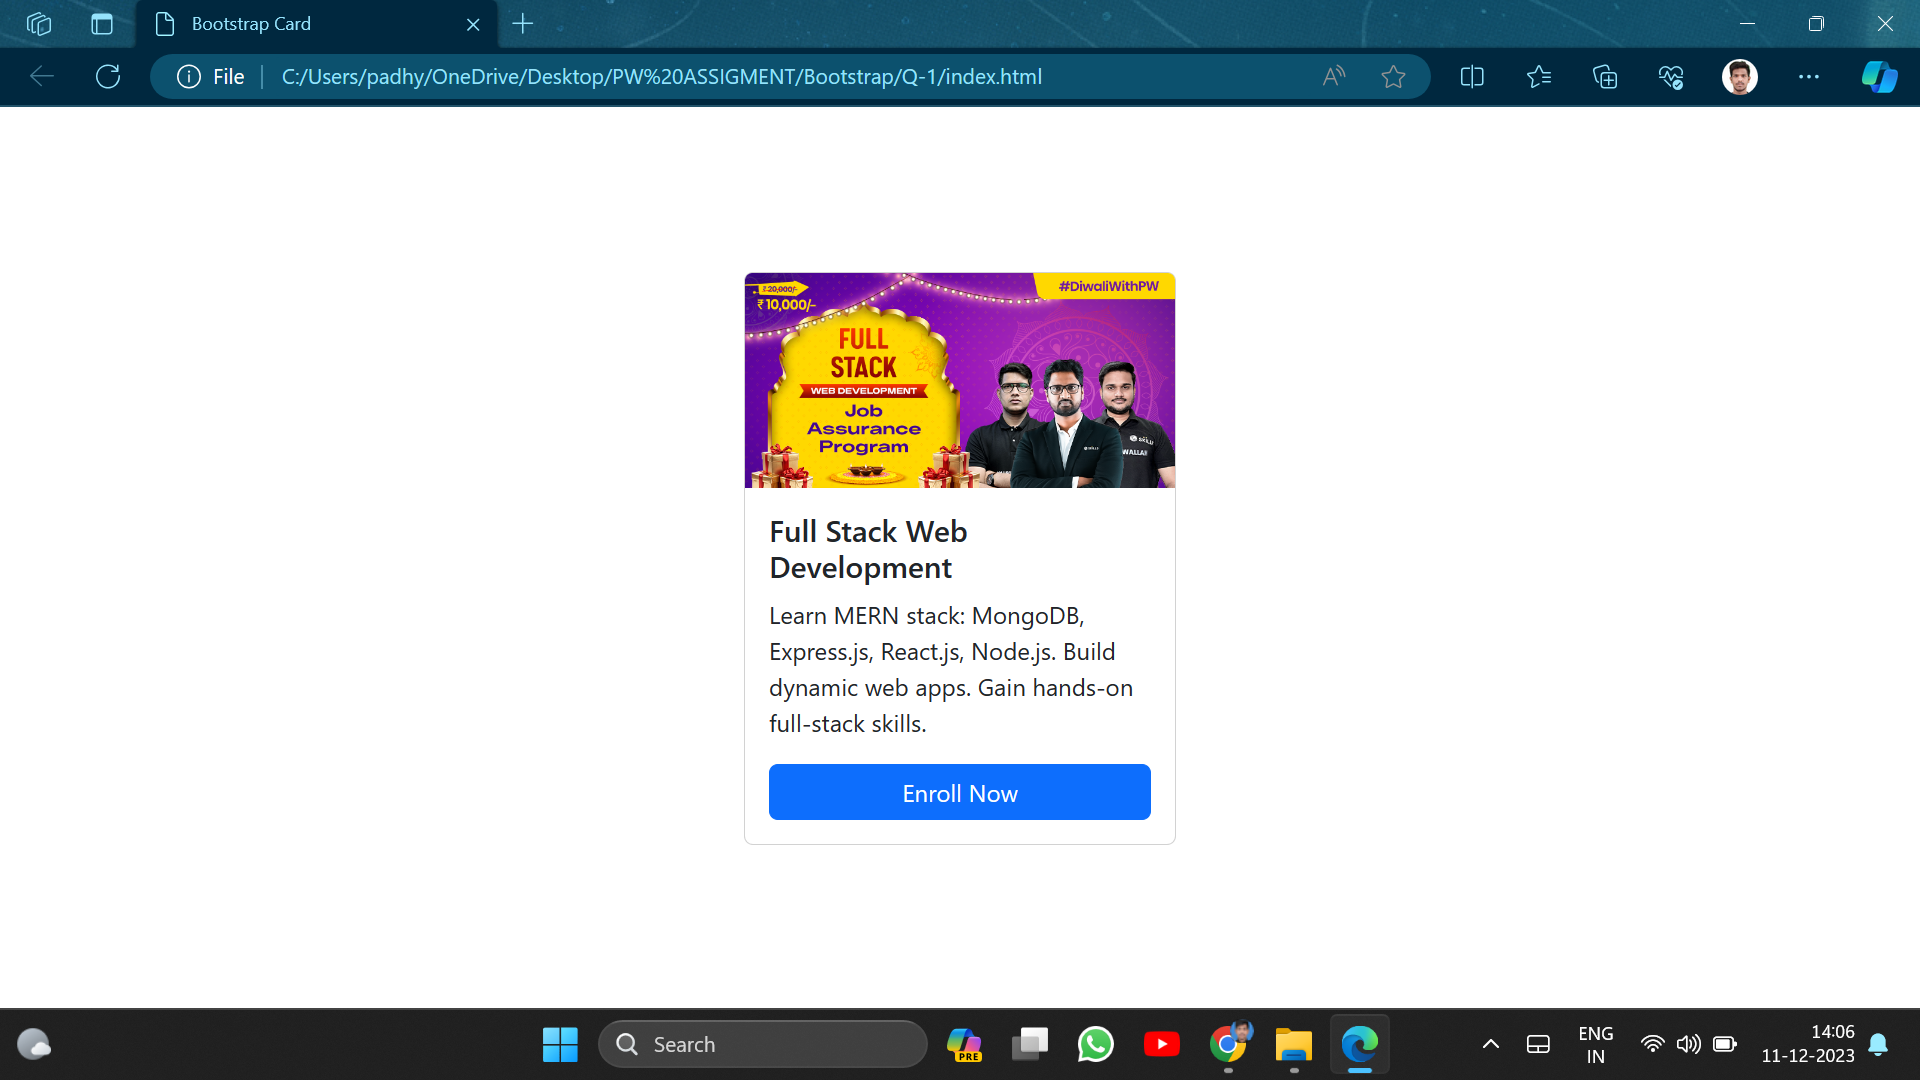 Bootstrap Card
File
C:/Users/padhy/OneDrive/Desktop/PW%20ASSIGMENT/Bootstrap/Q-1/index.html
₹ 20,000/-
₹ 10,000/-
#DiwaliWithPW
FULL
STACK
WEB DEVELOPMENT
Job
Assurance
Program
SKILLS
WALLAH
Full Stack Web
Development
Learn MERN stack: MongoDB,
Express.js, React.js, Node.js. Build
dynamic web apps. Gain hands-on
full-stack skills.
Enroll Now
Search
PRE
ENG
IN
14:06
11-12-2023